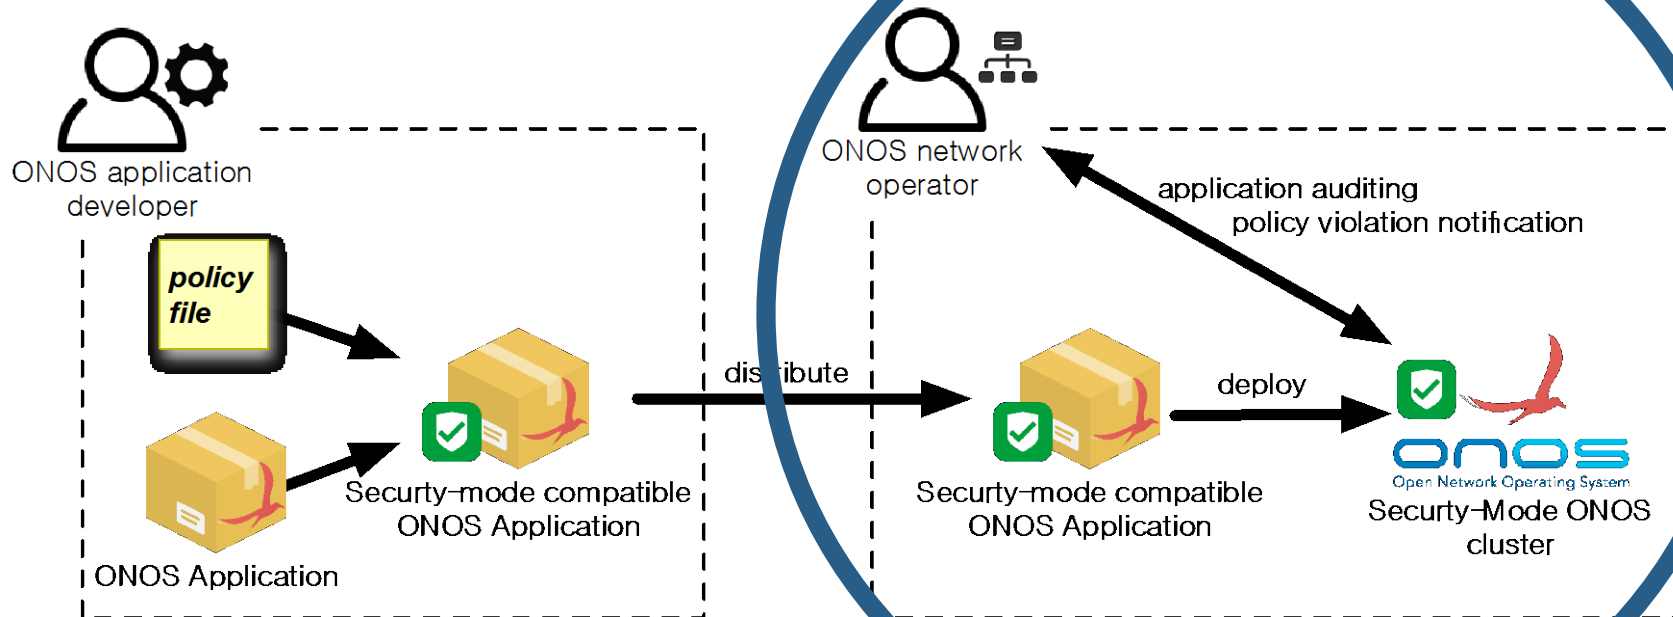 ONOS application
developer
policy
file
ONOS Application
Securty-mode compatible
ONOS Application
distribute
ONOS network
operator
application auditing
policy violation notification
Securty-mode compatible
ONOS Application
deploy
onos
Open Network Operating System
Securty-Mode ONOS
cluster